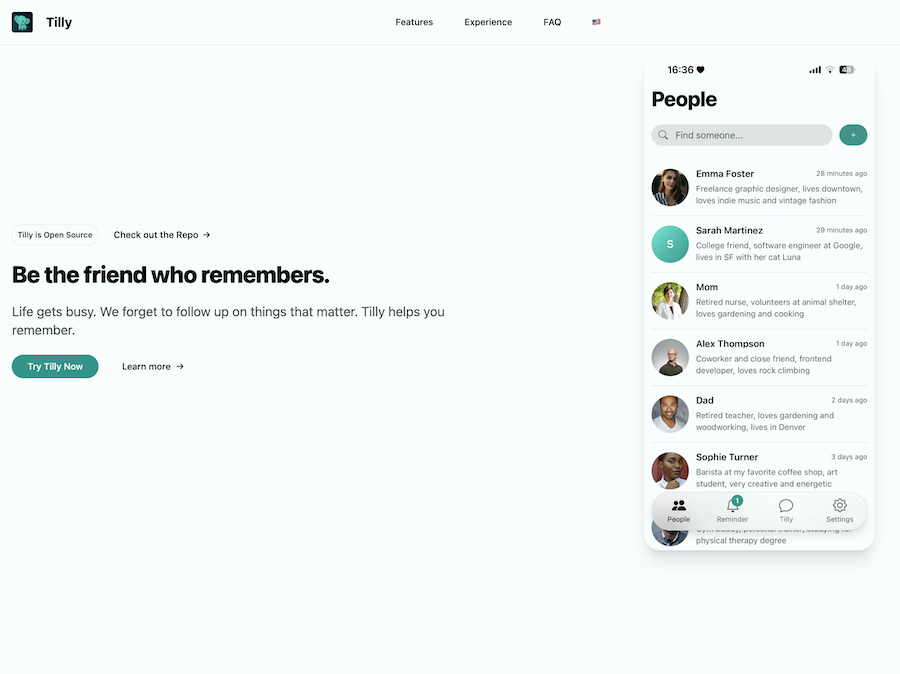 Tilly
Features
Experience
FAQ
Tilly is Open Source
Check out the Repo →
Be the friend who remembers.
Life gets busy. We forget to follow up on things that matter. Tilly helps you
remember.
Try Tilly Now
Learn more →
16:36
People
Find someone...
+
Emma Foster
28 minutes ago
Freelance graphic designer, lives downtown,
loves indie music and vintage fashion
S
Sarah Martinez
29 minutes ago
College friend, software engineer at Google,
lives in SF with her cat Luna
Mom
1 day ago
Retired nurse, volunteers at animal shelter,
loves gardening and cooking
Alex Thompson
1 day ago
Coworker and close friend, frontend
developer, loves rock climbing
Dad
2 days ago
Retired teacher, loves gardening and
woodworking, lives in Denver
Sophie Turner
3 days ago
Barista at my favorite coffee shop, art
student, very creative and energetic
1
People
Reminder
Tilly
Settings
physical therapy degree